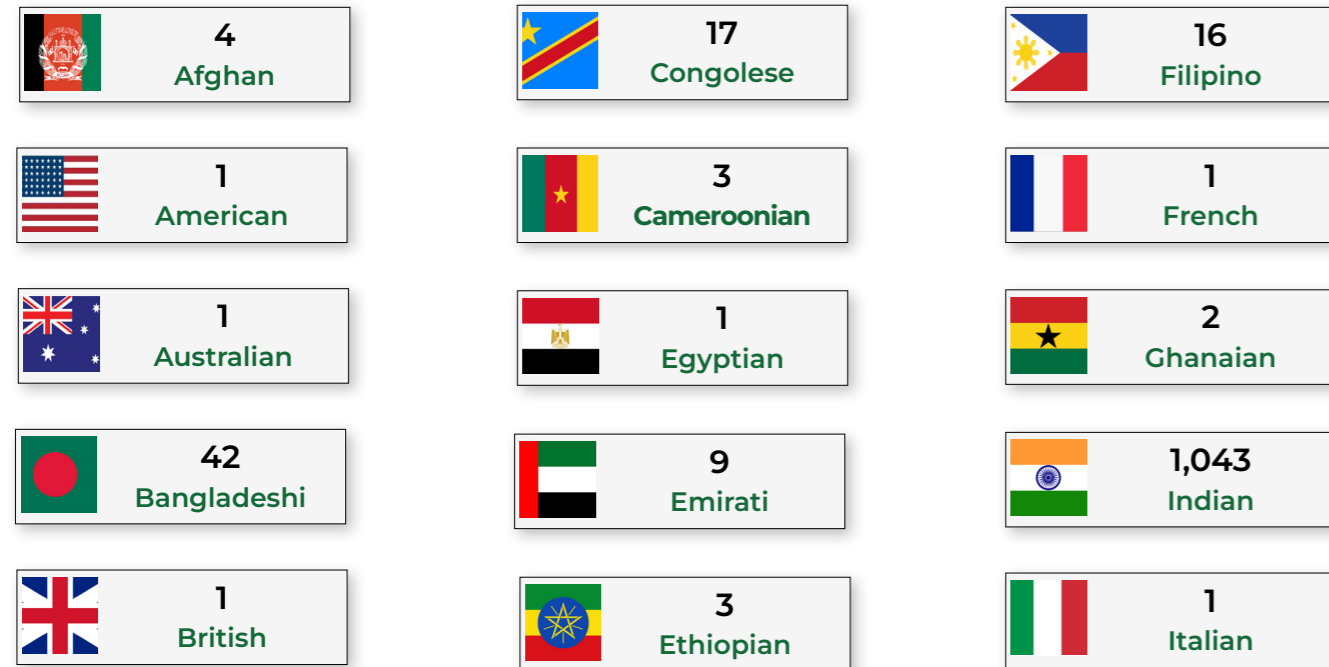 4
Afghan
17
Congolese
16
Filipino
1
American
3
Cameroonian
1
French
1
Australian
1
Egyptian
2
Ghanaian
42
Bangladeshi
9
Emirati
1,043
Indian
1
British
3
Ethiopian
1
Italian